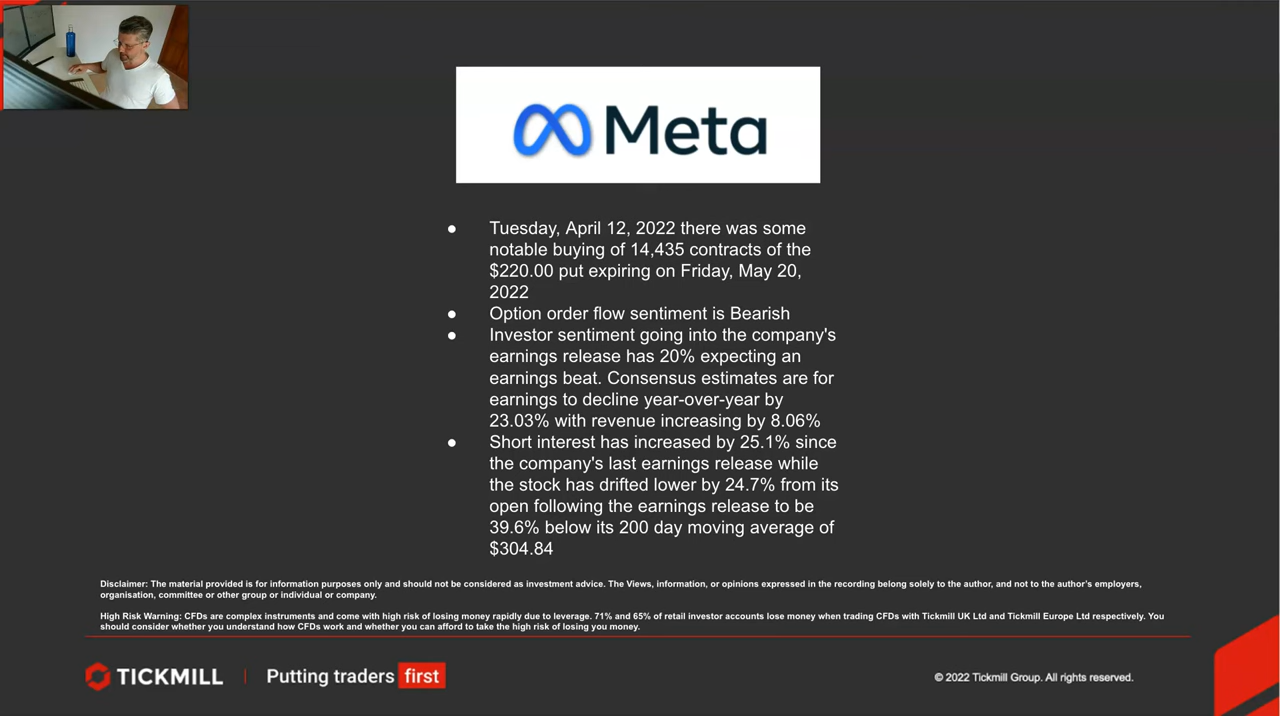 Meta
● Tuesday, April 12, 2022 there was some
notable buying of 14,435 contracts of the
$220.00 put expiring on Friday, May 20,
2022
● Option order flow sentiment is Bearish
● Investor sentiment going into the company's
earnings release has 20% expecting an
earnings beat. Consensus estimates are for
earnings to decline year-over-year by
23.03% with revenue increasing by 8.06%
● Short interest has increased by 25.1% since
the company's last earnings release while
the stock has drifted lower by 24.7% from its
open following the earnings release to be
39.6% below its 200 day moving average of
$304.84
Disclaimer: The material provided is for information purposes only and should not be considered as investment advice. The Views, information, or opinions expressed in the recording belong solely to the author, and not to the author's employers,
organisation, committee or other group or individual or company.
High Risk Warning: CFDs are complex instruments and come with high risk of losing money rapidly due to leverage. 71% and 65% of retail investor accounts lose money when trading CFDs with Tickmill UK Ltd and Tickmill Europe Ltd respectively. You
should consider whether you understand how CFDs work and whether you can afford to take the high risk of losing you money.
TICKMILL | Putting traders first
© 2022 Tickmill Group. All rights reserved.